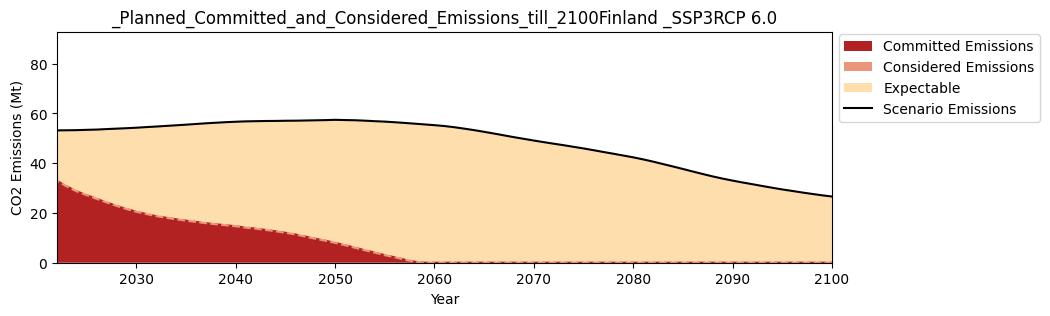 _Planned_Committed_and_Considered_Emissions_till_2100Finland _SSP3RCP 6.0
CO2 Emissions (Mt)
80
60
40
20
0
2030 2040 2050 2060 2070 2080 2090 2100
Year
Committed Emissions
Considered Emissions
Expectable
Scenario Emissions